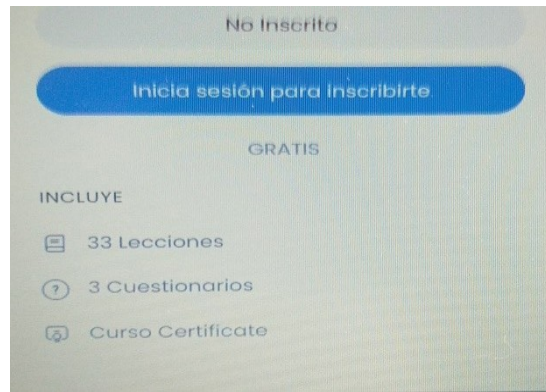 No Inscrito
Inicia sesión para inscribirte
GRATIS
INCLUYE
33 Lecciones
3 Cuestionarios
Curso Certificate